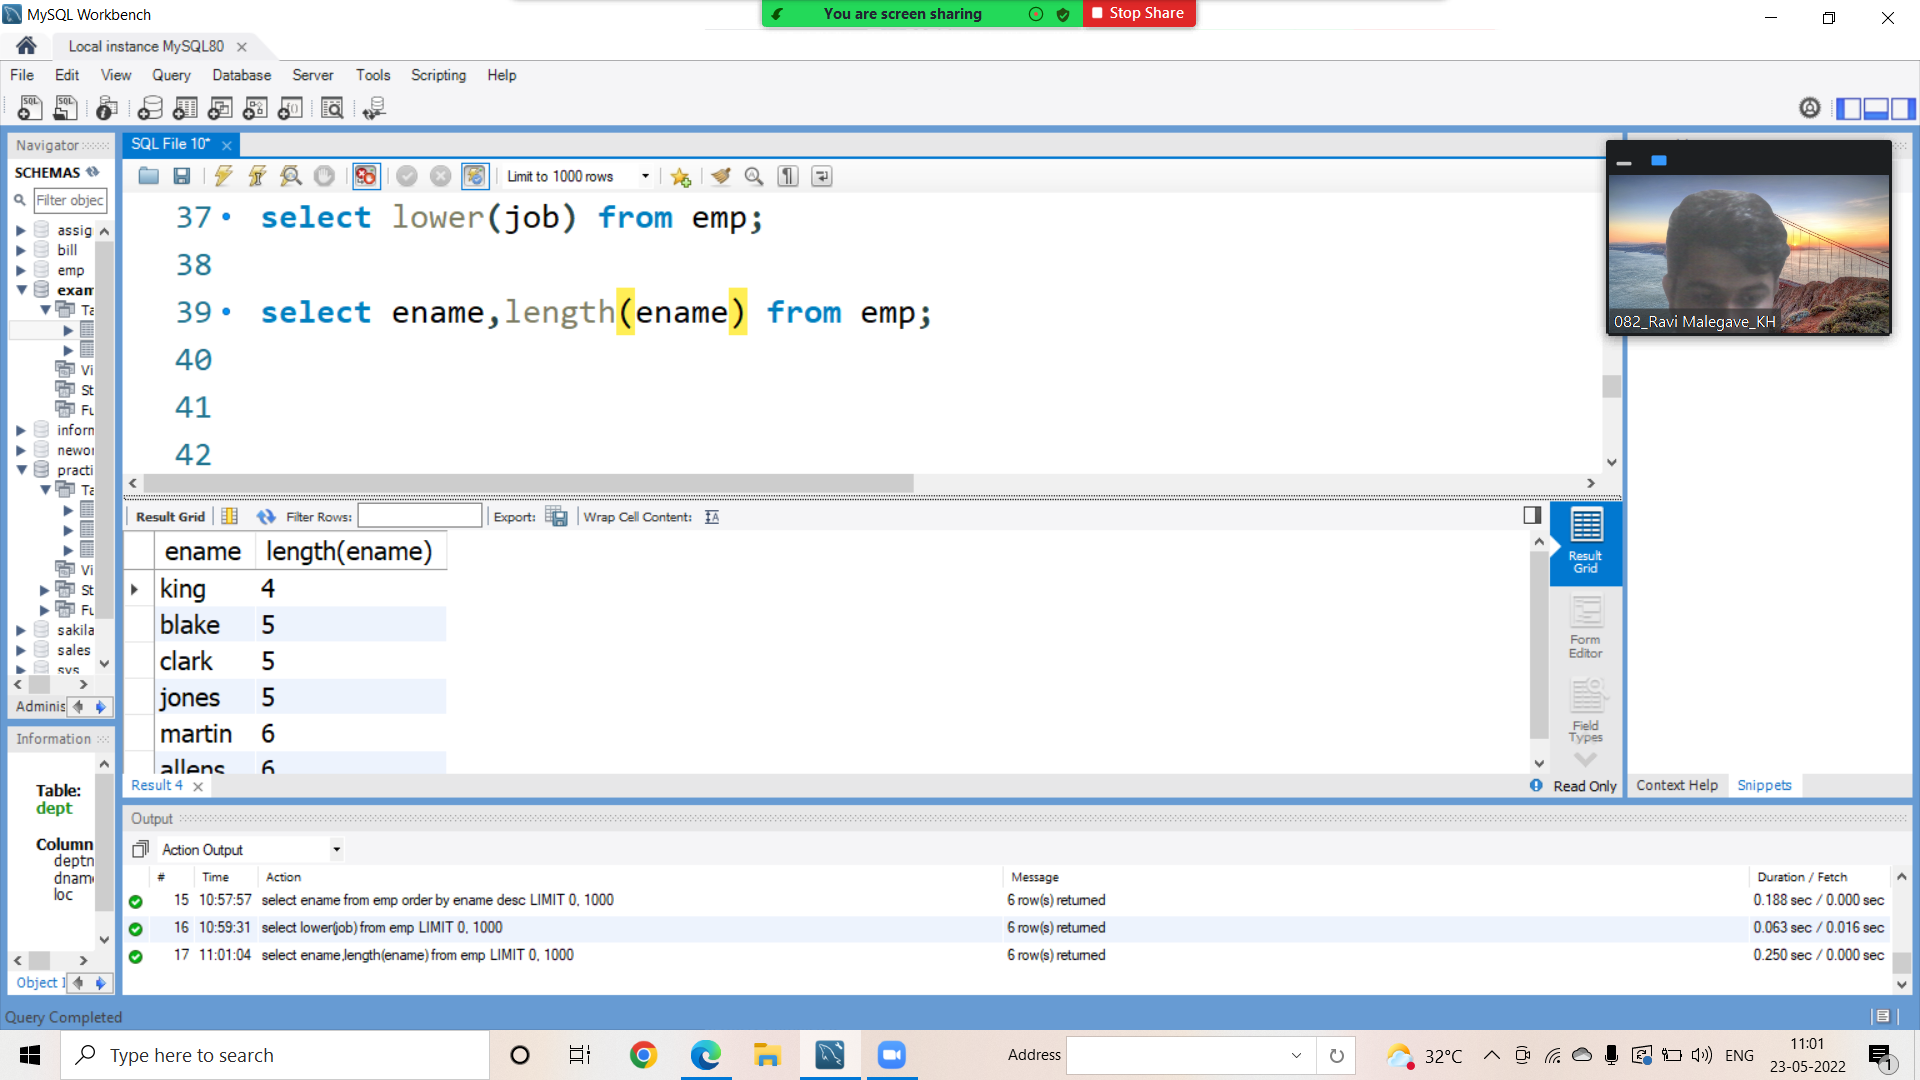 MySQL Workbench
You are screen sharing
Stop Share
Local instance MySQL80
File Edit View Query Database Server Tools Scripting Help
Navigator
SCHEMAS
Filter objec
assig
bill
emp
exam
Ta
Vi
St
Fu
inforn
newor
practi
Ta
Vi
St
Fu
sakila
sales
sys
Adminis
Information
Table:
dept
Column
deptn
dname
loc
Object I
SQL File 10*
Limit to 1000 rows
37 select lower(job) from emp;
38
39 select ename,length(ename) from emp;
40
41
42
082_Ravi Malegave_KH
Result Grid Filter Rows: Export: Wrap Cell Content:
ename length(ename)
king 4
blake 5
clark 5
jones 5
martin 6
allens 6
Result Grid
Form Editor
Field Types
Result 4
Read Only
Context Help Snippets
Output
Action Output
# Time Action Message Duration / Fetch
15 10:57:57 select ename from emp order by ename desc LIMIT 0, 1000 6 row(s) returned 0.188 sec / 0.000 sec
16 10:59:31 select lower(job) from emp LIMIT 0, 1000 6 row(s) returned 0.063 sec / 0.016 sec
17 11:01:04 select ename,length(ename) from emp LIMIT 0, 1000 6 row(s) returned 0.250 sec / 0.000 sec
Query Completed
Type here to search
Address
32°C
ENG
11:01
23-05-2022
1